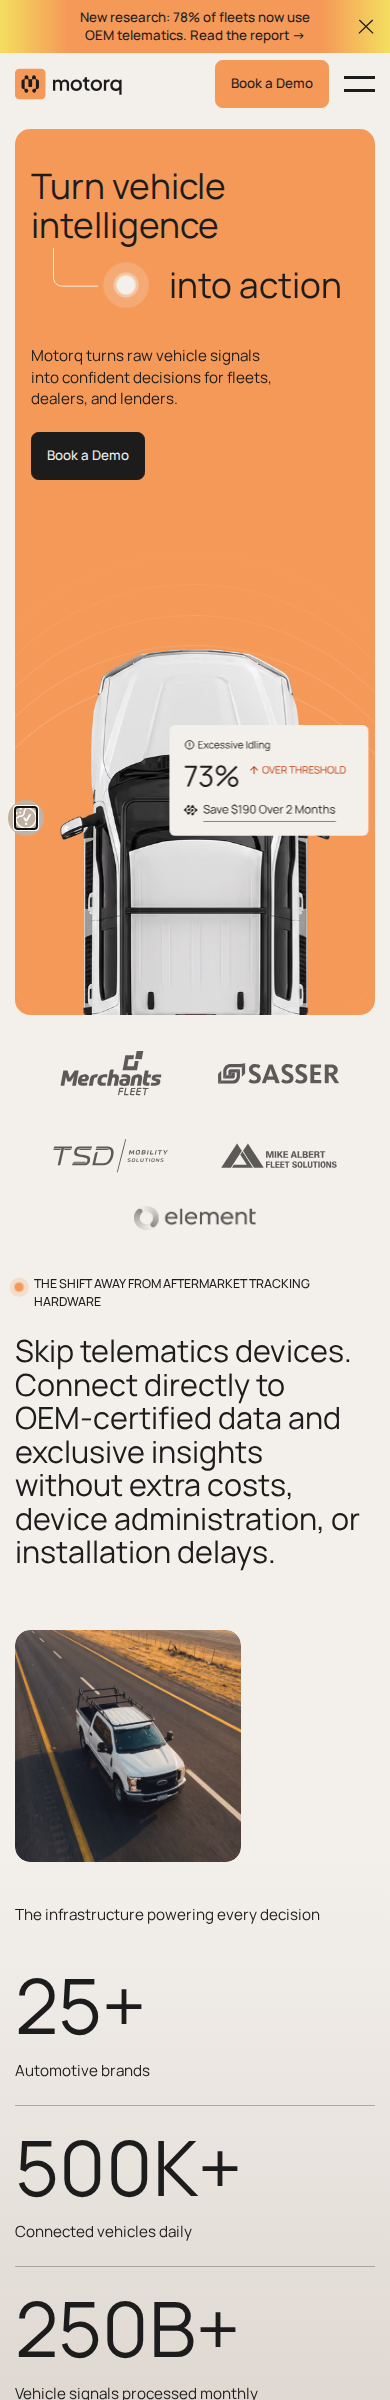 New research: 78% of fleets now use
OEM telematics. Read the report →
motorq
Book a Demo
Turn vehicle
intelligence
into action
Motorq turns raw vehicle signals
into confident decisions for fleets,
dealers, and lenders.
Book a Demo
Excessive Idling
73%
↑ OVER THRESHOLD
Save $190 Over 2 Months
Merchants
FLEET
SASSER
TSD MOBILITY
SOLUTIONS
MIKE ALBERT
FLEET SOLUTIONS
element
THE SHIFT AWAY FROM AFTERMARKET TRACKING
HARDWARE
Skip telematics devices.
Connect directly to
OEM-certified data and
exclusive insights
without extra costs,
device administration, or
installation delays.
The infrastructure powering every decision
25+
Automotive brands
500K+
Connected vehicles daily
250B+
Vehicle signals processed monthly